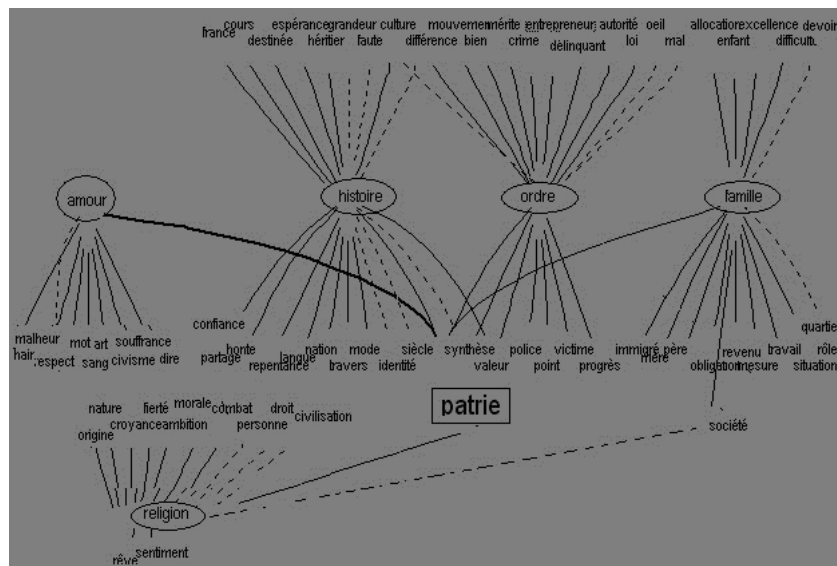 cours espérance grandeur culture mouvement mérite entrepreneur autorité oeil allocation excellence devoir
france destinée héritier faute différence bien crime délinquant loi mal enfant difficult
amour histoire ordre famille
confiance
malheur mot art souffrance honte nation mode siècle synthèse police victime immigré père revenu travail quartie
hair respect sang civisme dire partage repentance langue travers identité valeur point progrès mère obligation mesure situation rôle
patrie
nature fierté morale combat droit
origine croyance ambition personne civilisation
société
religion
rêve sentiment